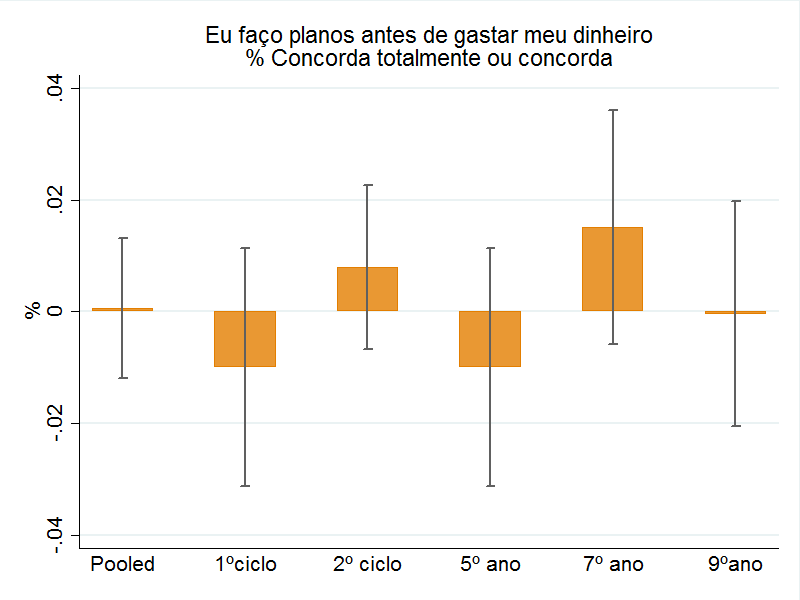 Eu faço planos antes de gastar meu dinheiro
% Concorda totalmente ou concorda
.04
.02
0
-.02
-.04
%
Pooled 1ºciclo 2º ciclo 5º ano 7º ano 9ºano